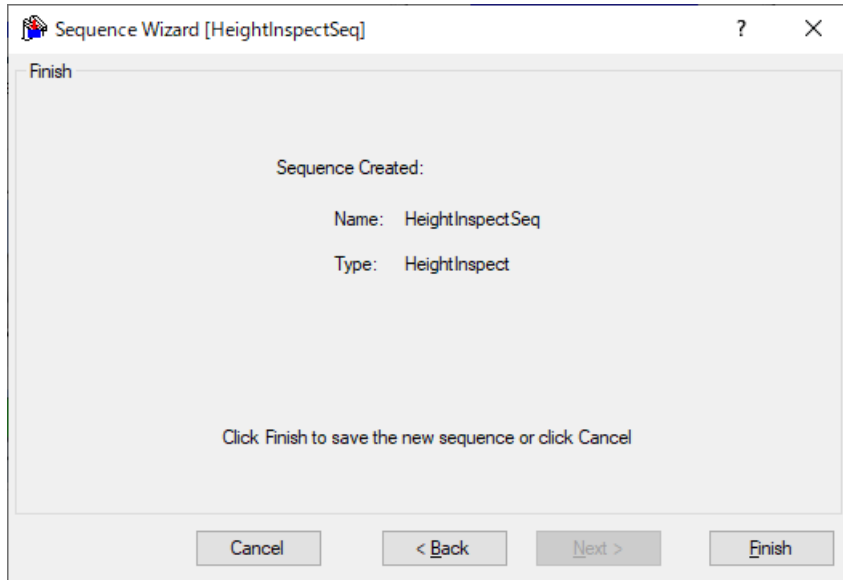 Sequence Wizard [HeightInspectSeq]
?
Finish
Sequence Created:
Name: HeightInspectSeq
Type: HeightInspect
Click Finish to save the new sequence or click Cancel
Cancel < Back Next > Finish